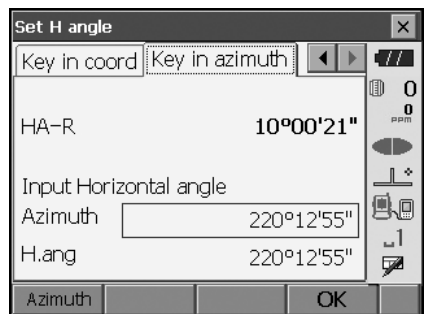 Set H angle
Key in coord Key in azimuth
0
0
PPM
HA-R 10°00'21"
Input Horizontal angle
Azimuth 220°12'55"
H.ang 220°12'55"
1
Azimuth OK